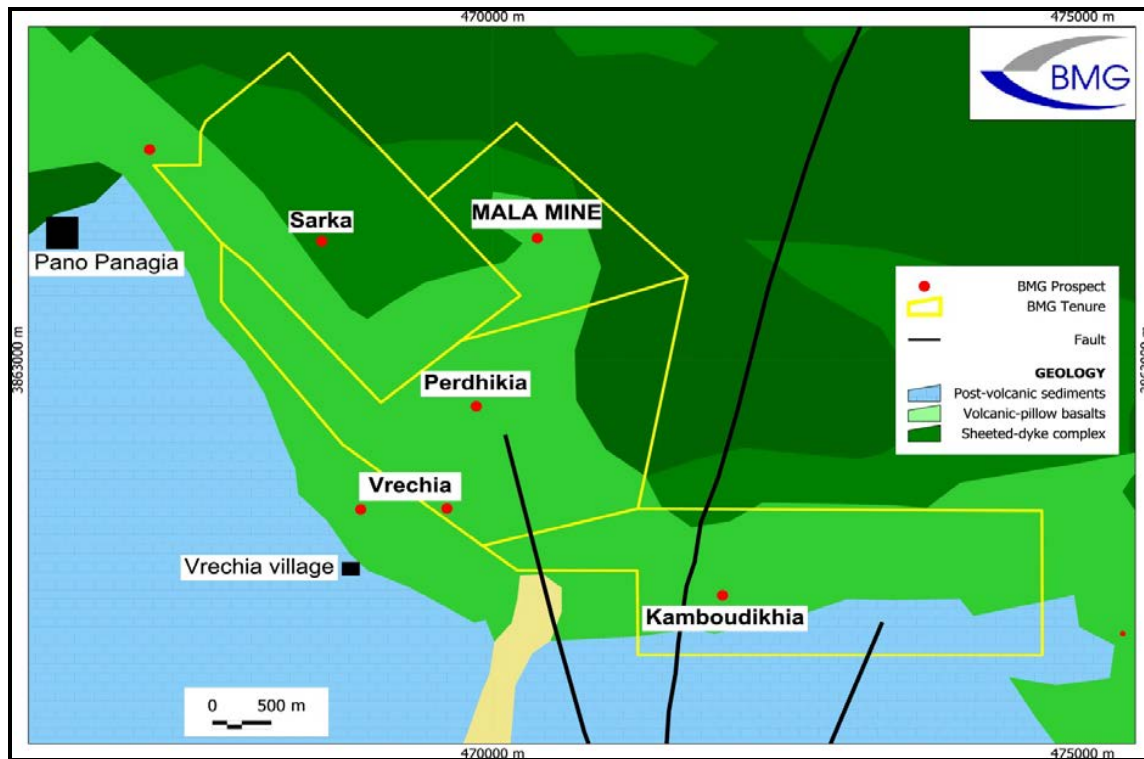 470000 m
475000 m
BMG
Sarka
MALA MINE
Pano Panagia
BMG Prospect
BMG Tenure
Fault
GEOLOGY
Post-volcanic sediments
Volcanic-pillow basalts
Sheeted-dyke complex
3863000 m
3863000 m
Perdhikia
Vrechia
Vrechia village
Kamboudikhia
0 500 m
470000 m
475000 m